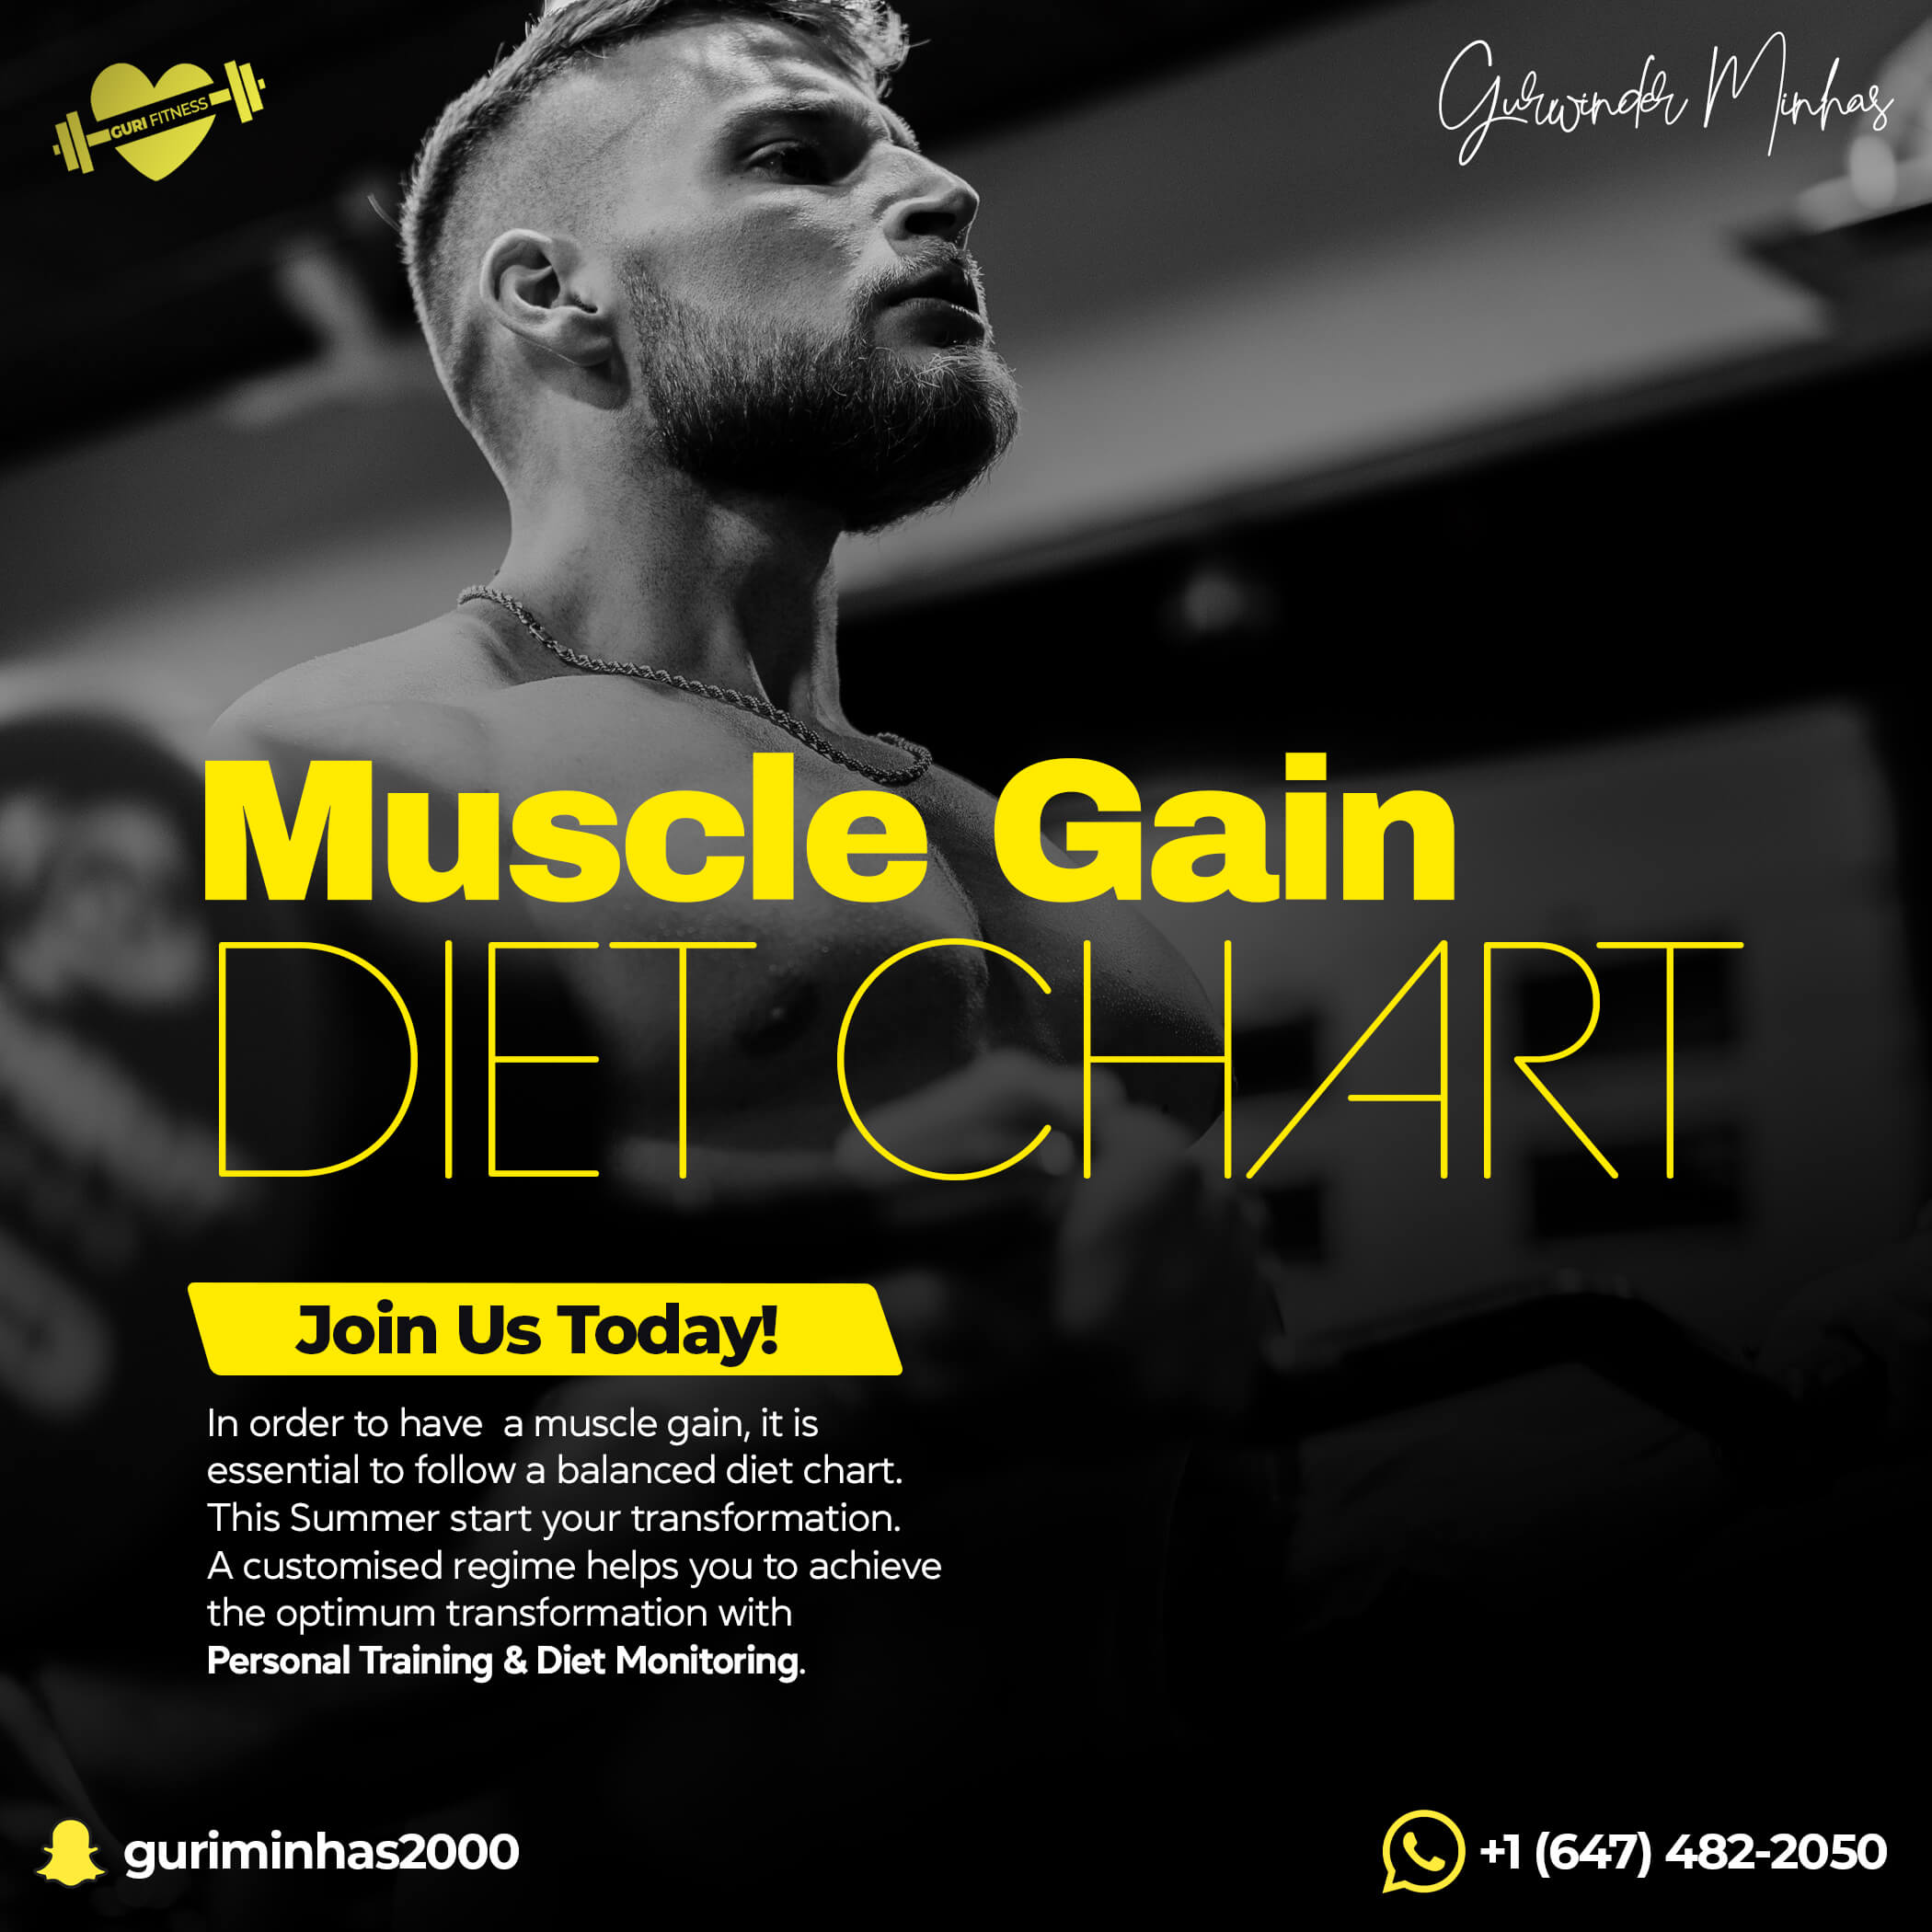 GURI FITNESS
Gurwinder Minhas
Muscle Gain
DIET CHART
Join Us Today!
In order to have  a muscle gain, it is
essential to follow a balanced diet chart.
This Summer start your transformation.
A customised regime helps you to achieve
the optimum transformation with
Personal Training & Diet Monitoring.
guriminhas2000
+1 (647) 482-2050